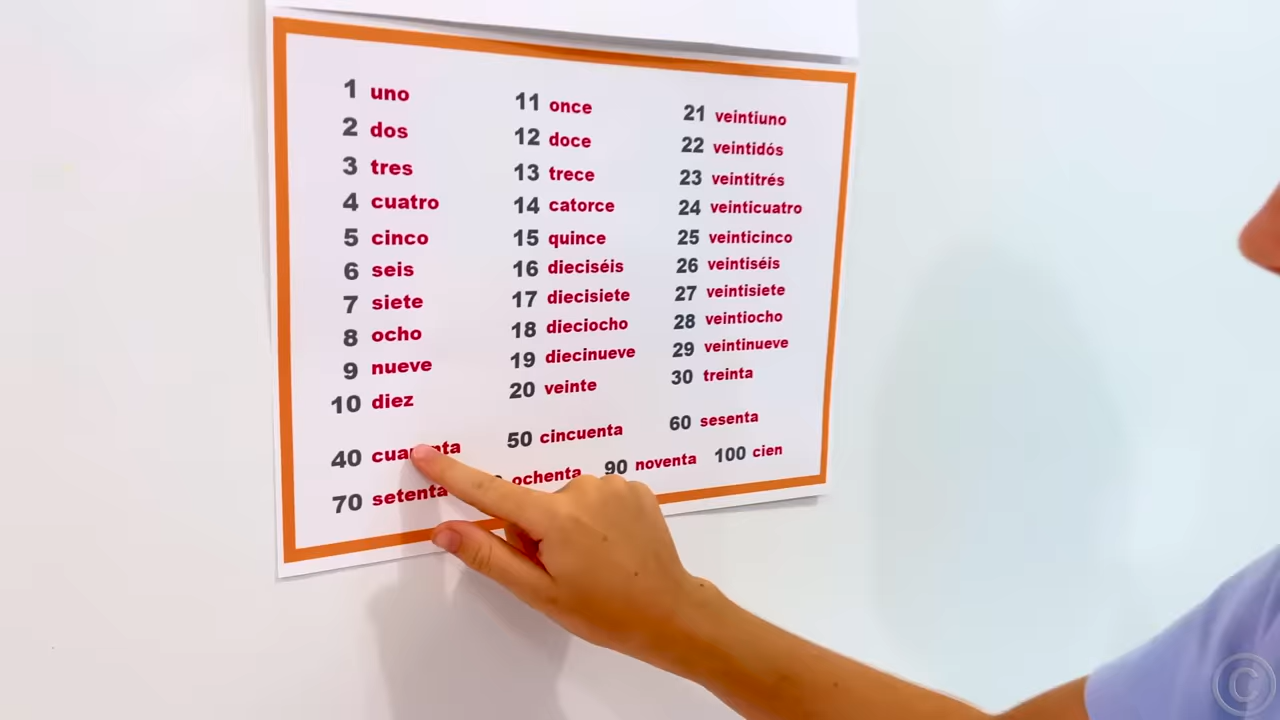 1 uno 11 once 21 veintiuno
2 dos 12 doce 22 veintidós
3 tres 13 trece 23 veintitrés
4 cuatro 14 catorce 24 veinticuatro
5 cinco 15 quince 25 veinticinco
6 seis 16 dieciséis 26 veintiséis
7 siete 17 diecisiete 27 veintisiete
8 ocho 18 dieciocho 28 veintiocho
9 nueve 19 diecinueve 29 veintinueve
10 diez 20 veinte 30 treinta
40 50 cincuenta 60 sesenta
70 setenta ochenta 90 noventa 100 cien
©